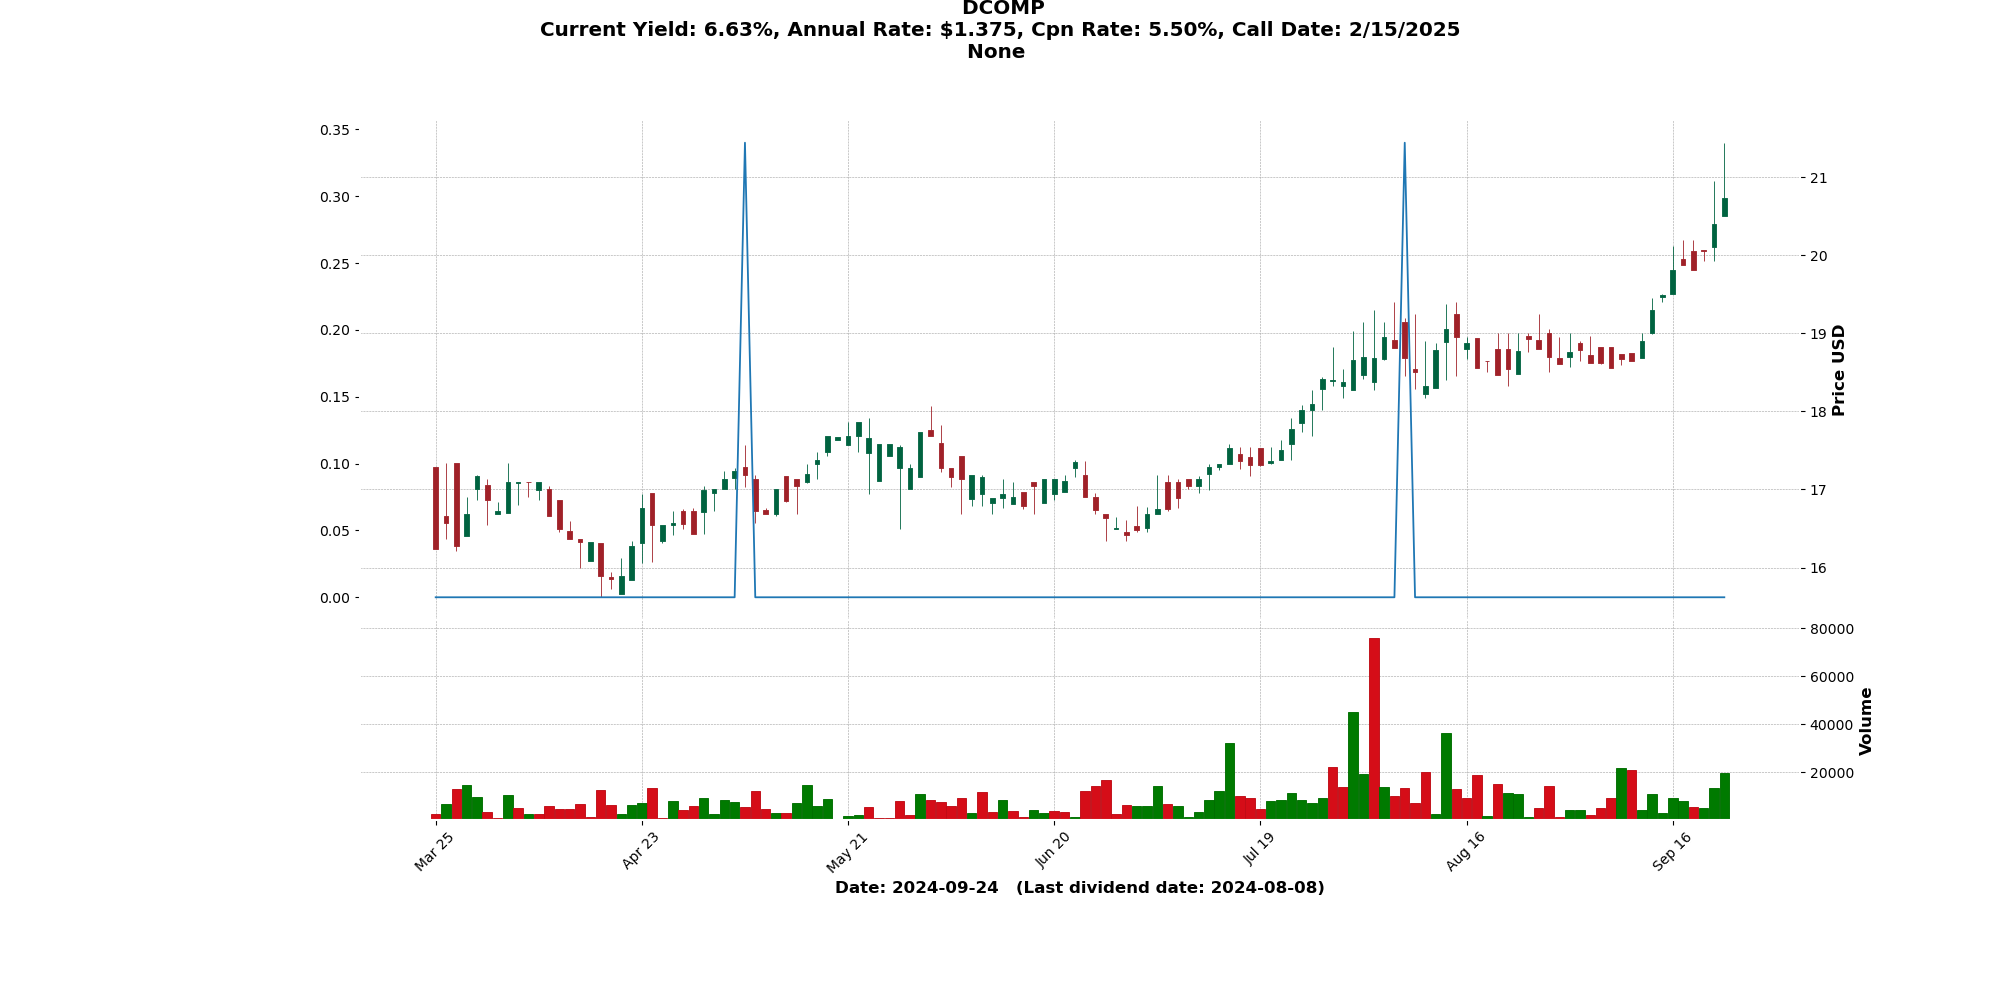 DCOMP
Current Yield: 6.63%, Annual Rate: $1.375, Cpn Rate: 5.50%, Call Date: 2/15/2025
None
0.35
0.30
0.25
0.20
0.15
0.10
0.05
0.00
21
20
19
18
17
16
Price USD
80000
60000
40000
20000
Volume
Mar 25
Apr 23
May 21
Jun 20
Jul 19
Aug 16
Sep 16
Date: 2024-09-24 (Last dividend date: 2024-08-08)